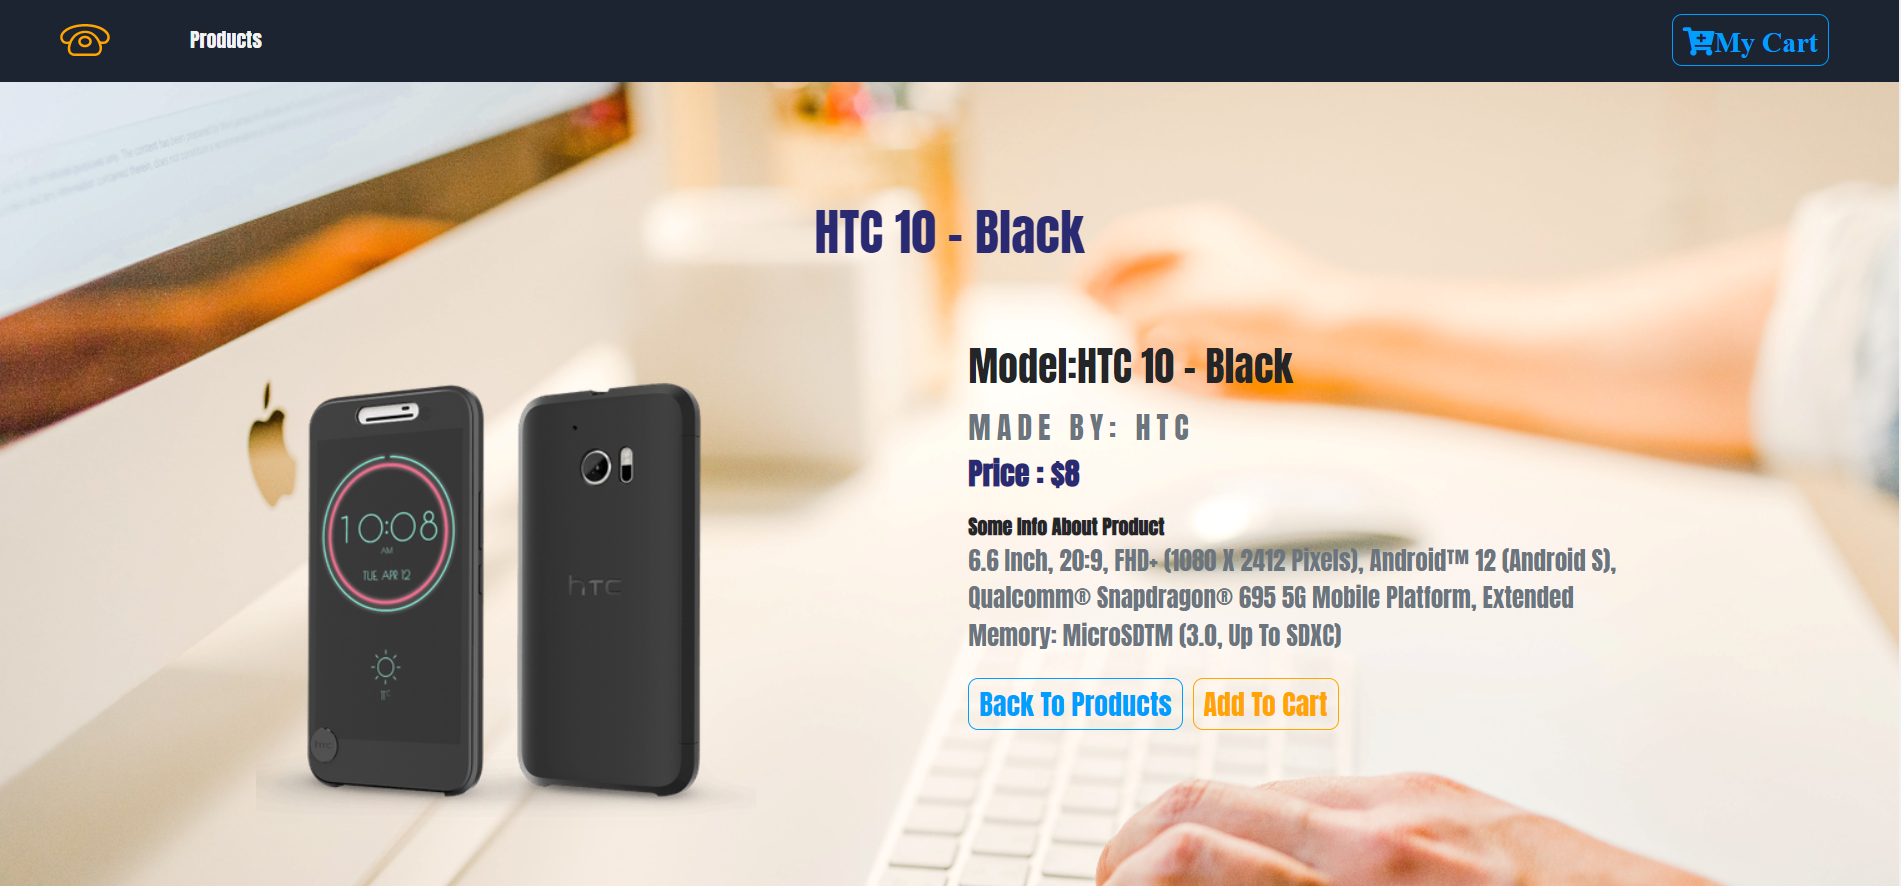 Products
My Cart
HTC 10 - Black
Model:HTC 10 - Black
MADE BY: HTC
Price : $8
Some Info About Product
6.6 Inch, 20:9, FHD+ (1080 X 2412 Pixels), Android™ 12 (Android S),
Qualcomm® Snapdragon® 695 5G Mobile Platform, Extended
Memory: MicroSDTM (3.0, Up To SDXC)
Back To Products
Add To Cart
10:08
AM
TUE, APR 12
11°C
hTC
hTC